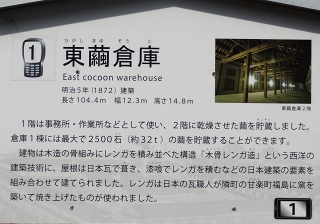 1
ひがしまゆそうこ
東繭倉庫
East cocoon warehouse
明治5年(1872)建築
長さ104.4m 幅12.3m 高さ14.8m
東繭倉庫2階
1階は事務所・作業所などとして使い、2階に乾燥させた繭を貯蔵しました。
倉庫1棟には最大で2500石(約32t)の繭を貯蔵することができます。
建物は木造の骨組みにレンガを積み並べた構造「木骨レンガ造」という西洋の
建築技術に、屋根は日本瓦で葺き、漆喰でレンガを積むなどの日本建築の要素を
組み合わせて建てられました。レンガは日本の瓦職人が隣町の甘楽町福島に窯を
築いて焼き上げたものが使われました。
1